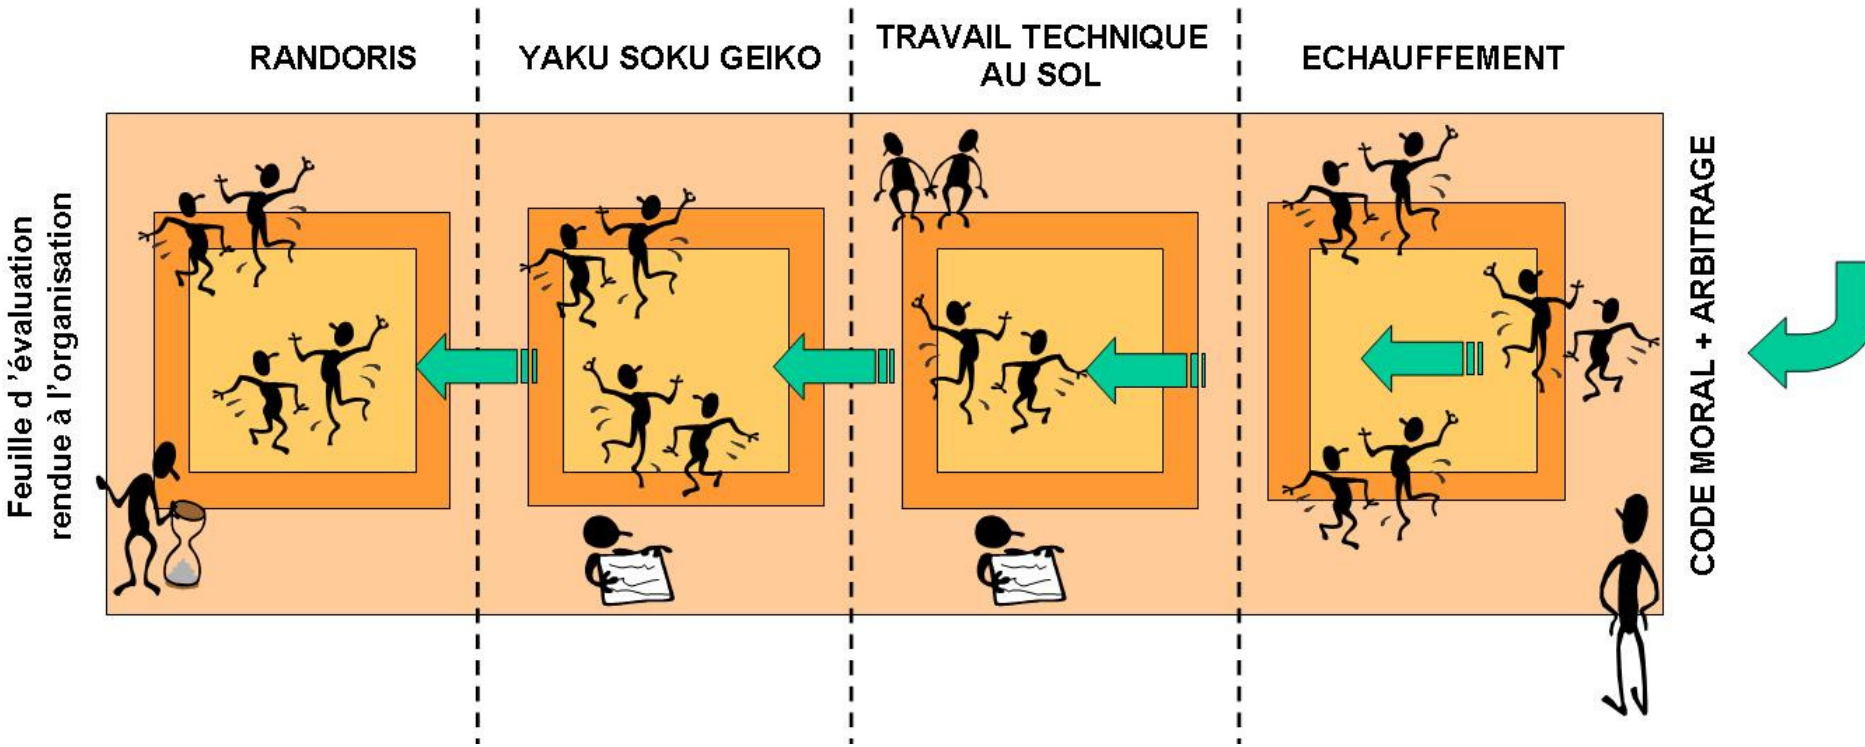 RANDORIS
YAKU SOKU GEIKO
TRAVAIL TECHNIQUE
AU SOL
ECHAUFFEMENT
Feuille d ’évaluation
rendue à l’organisation
CODE MORAL + ARBITRAGE